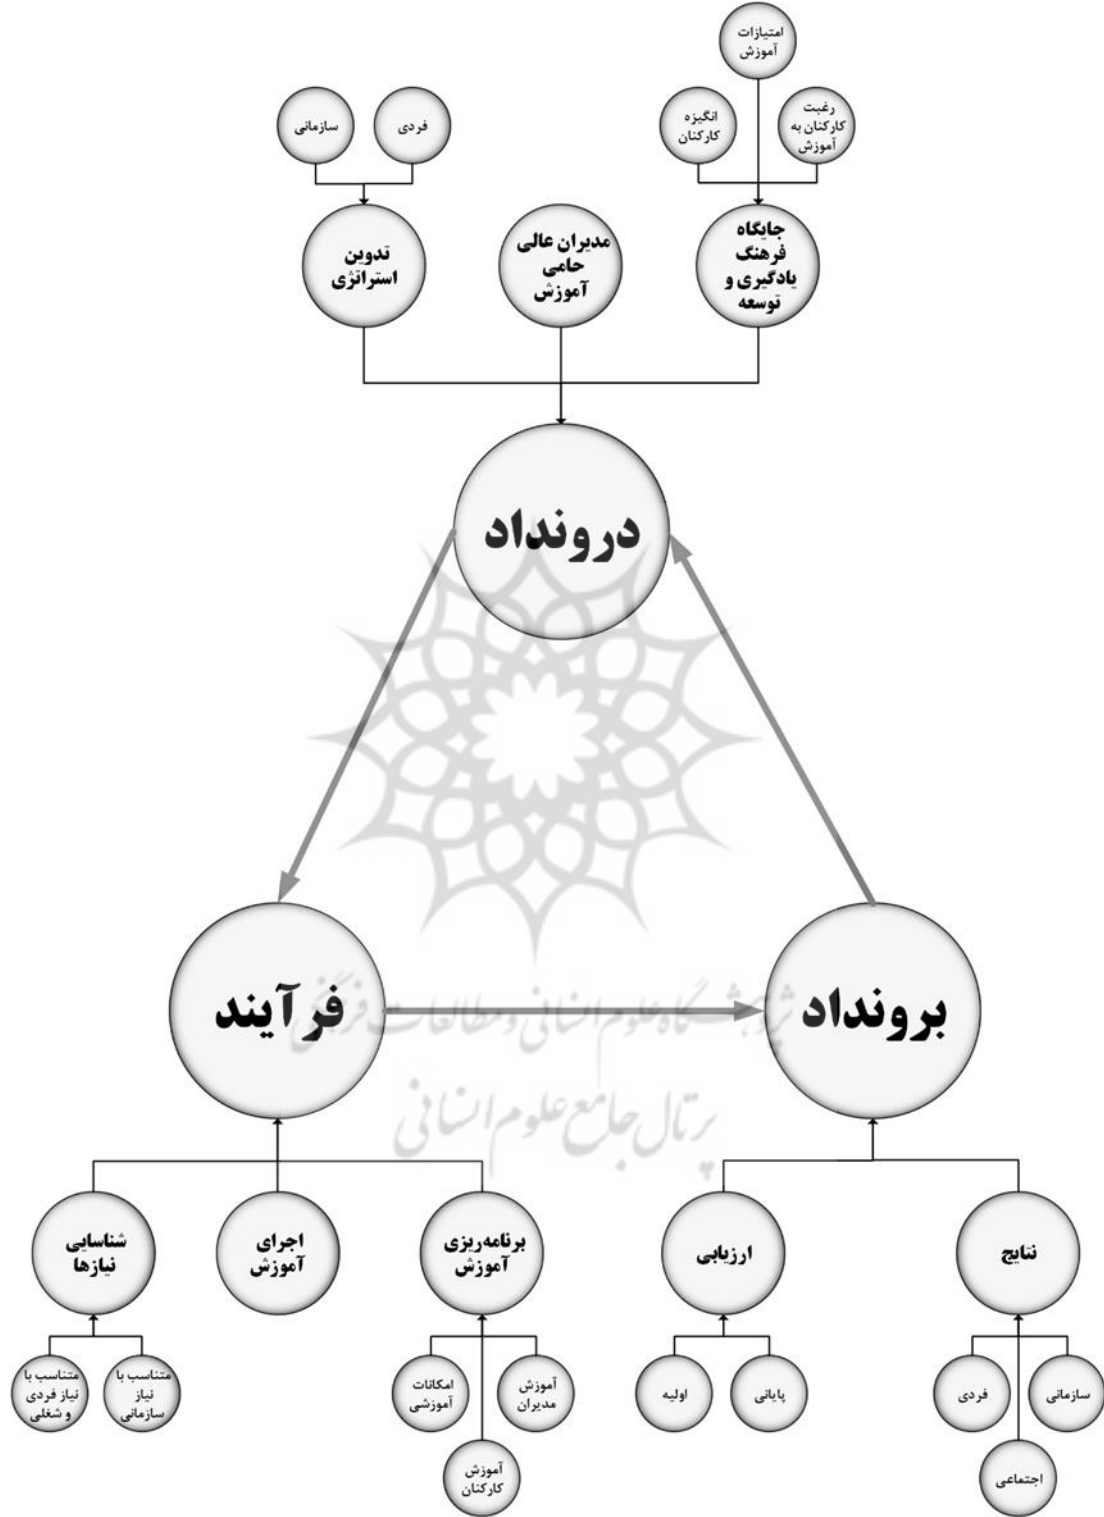 امتیازات
آموزش
رغبت
کارکنان به
آموزش
انگیزه
کارکنان
فردی
سازمانی
جایگاه
فرهنگ
یادگیری و
توسعه
مدیران عالی
حامی
آموزش
تدوین
استراتژی
درونداد
برونداد
فرآیند
پژوهشگاه علوم انسانی و مطالعات فرهنگی
پرتال جامع علوم انسانی
نتایج
ارزیابی
برنامه‌ریزی
آموزش
اجرای
آموزش
شناسایی
نیازها
سازمانی
فردی
اجتماعی
پایانی
اولیه
آموزش
مدیران
امکانات
آموزشی
آموزش
کارکنان
متناسب با
نیاز
سازمانی
متناسب با
نیاز فردی
و شغلی